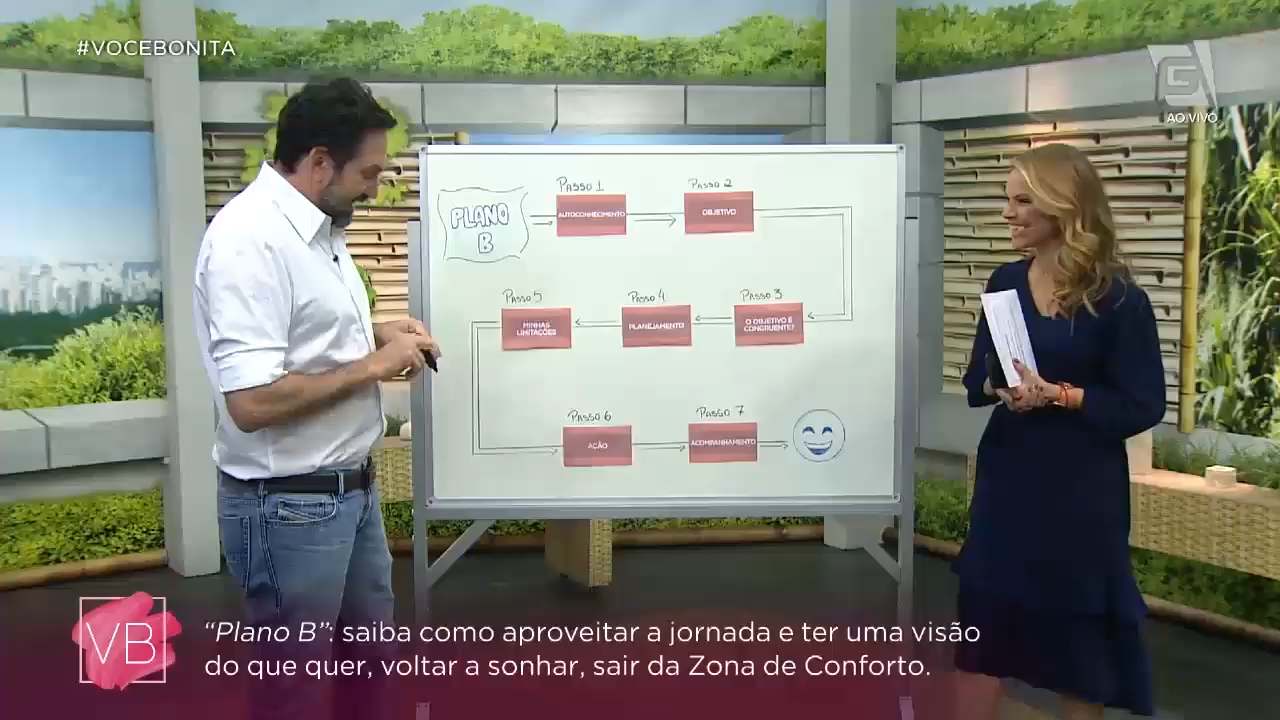 #VOCEBONITA
G
AO VIVO
PLANO
B
PASSO 1
AUTOCONHECIMENTO
PASSO 2
OBJETIVO
PASSO 3
O OBJETIVO É
CONGRUENTE?
PASSO 4
PLANEJAMENTO
PASSO 5
MINHAS
LIMITAÇÕES
PASSO 6
AÇÃO
PASSO 7
ACOMPANHAMENTO
VB
“Plano B”: saiba como aproveitar a jornada e ter uma visão
do que quer, voltar a sonhar, sair da Zona de Conforto.